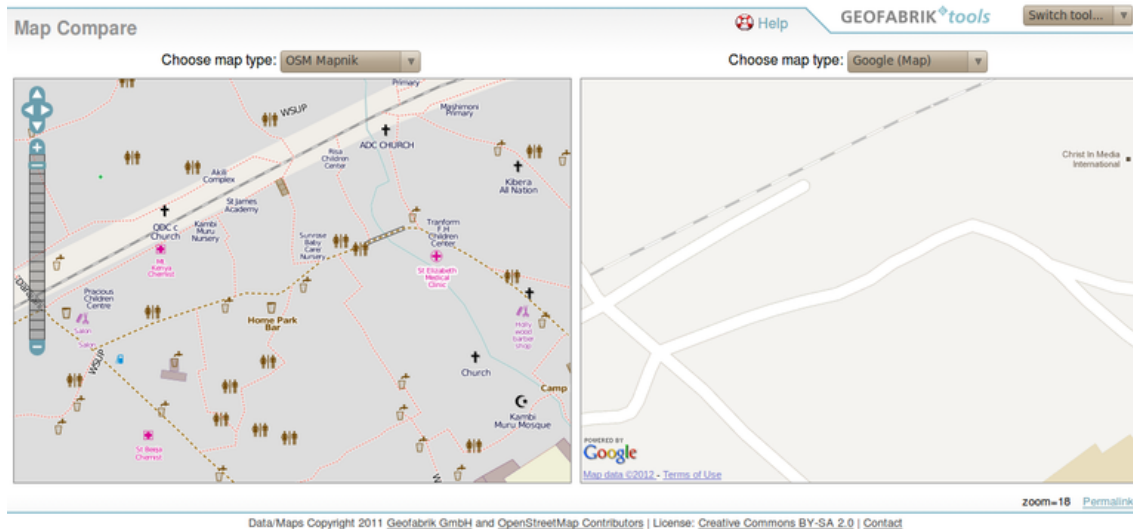 Map Compare
Help
GEOFABRIK tools
Switch tool...
Choose map type: OSM Mapnik
Choose map type: Google (Map)
Primary
WSUP
Mashimoni
Primary
ADC CHURCH
Risa
Children
Center
Akili
Complex
Kibera
All Nation
St James
Academy
QBC c
Church
Kambi
Muru
Nursery
Tranform
F.H
Children
Center
Sunrose
Baby
Care/
Nursery
Mt.
Kenya
Chemist
St Elizabeth
Medical
Clinic
Pracious
Children
Centre
Salon
Salon
Home Park
Bar
Holly
wood
barber
shop
WSUP
Church
Camp
Kambi
Muru Mosque
St Beeja
Chemist
W
Christ In Media
International
POWERED BY
Google
Map data ©2012 - Terms of Use
zoom=18 Permalink
Data/Maps Copyright 2011 Geofabrik GmbH and OpenStreetMap Contributors | License: Creative Commons BY-SA 2.0 | Contact